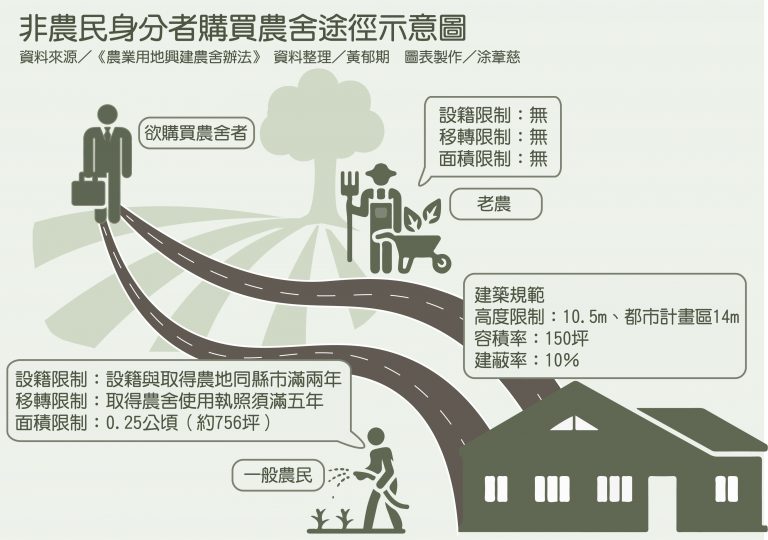 非農民身分者購買農舍途徑示意圖
資料來源／《農業用地興建農舍辦法》 資料整理／黃郁期 圖表製作／涂葦慈
欲購買農舍者
設籍限制：無
移轉限制：無
面積限制：無
老農
建築規範
高度限制：10.5m、都市計畫區14m
容積率：150坪
建蔽率：10%
設籍限制：設籍與取得農地同縣市滿兩年
移轉限制：取得農舍使用執照須滿五年
面積限制：0.25公頃（約756坪）
一般農民